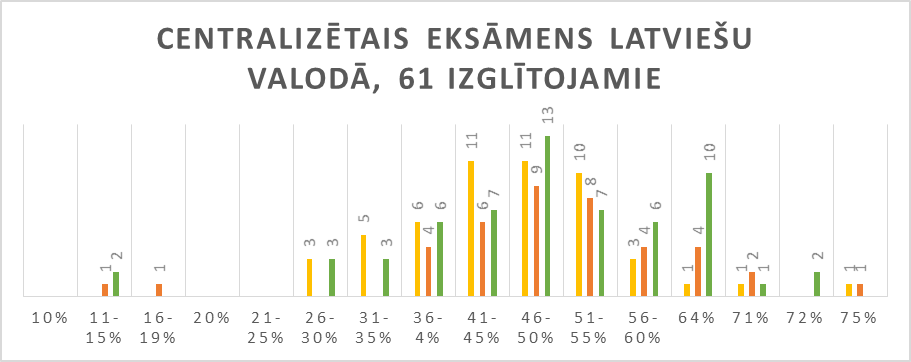 CENTRALIZĒTAIS EKSĀMENS LATVIEŠU
VALODĀ, 61 IZGLĪTOJAMIE
1 2 1 3 3 5 3 6 4 6 11 6 7 11 9 13 10 8 7 3 4 6 1 4 10 1 2 1 2 1 1
10% 11- 16- 20% 21- 26- 31- 36- 41- 46- 51- 56- 64% 71% 72% 75%
15% 19% 25% 30% 35% 4% 45% 50% 55% 60%